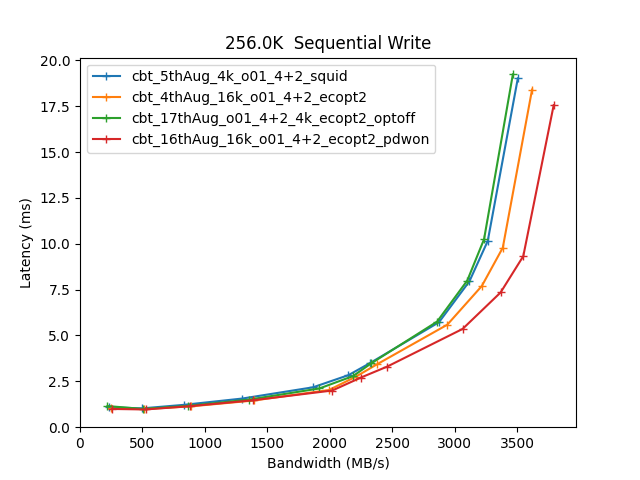 256.0K  Sequential Write
cbt_5thAug_4k_o01_4+2_squid
cbt_4thAug_16k_o01_4+2_ecopt2
cbt_17thAug_o01_4+2_4k_ecopt2_optoff
cbt_16thAug_16k_o01_4+2_ecopt2_pdwon
20.0
17.5
15.0
12.5
10.0
7.5
5.0
2.5
0.0
Latency (ms)
0 500 1000 1500 2000 2500 3000 3500
Bandwidth (MB/s)